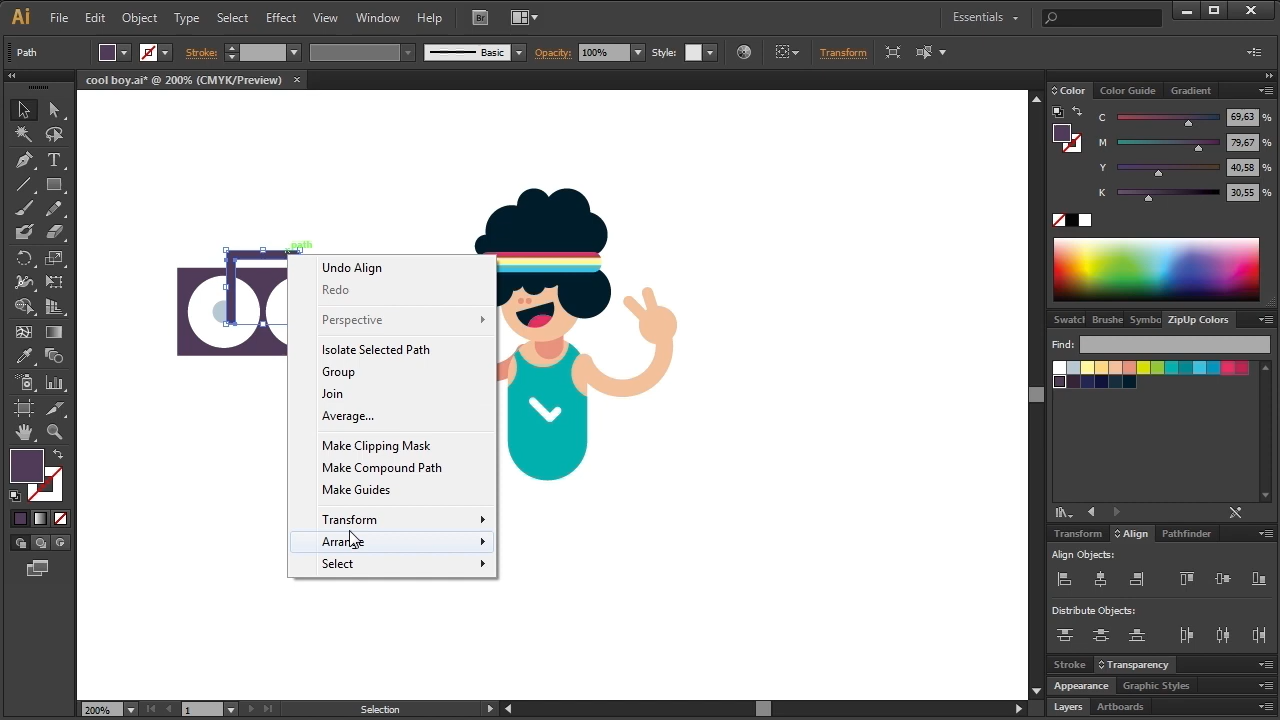 Ai File Edit Object Type Select Effect View Window Help Br Essentials
Path Stroke: Basic Opacity: 100% Style: Transform
cool boy.ai* @ 200% (CMYK/Preview)
Color Color Guide Gradient
C 69,63 %
M 79,67 %
Y 40,58 %
K 30,55 %
path
Undo Align
Redo
Perspective
Isolate Selected Path
Group
Join
Average...
Make Clipping Mask
Make Compound Path
Make Guides
Transform
Arrange
Select
Swatch Brushe Symbo ZipUp Colors
Find:
Transform Align Pathfinder
Align Objects:
Distribute Objects:
Stroke Transparency
Appearance Graphic Styles
Layers Artboards
200% 1 Selection